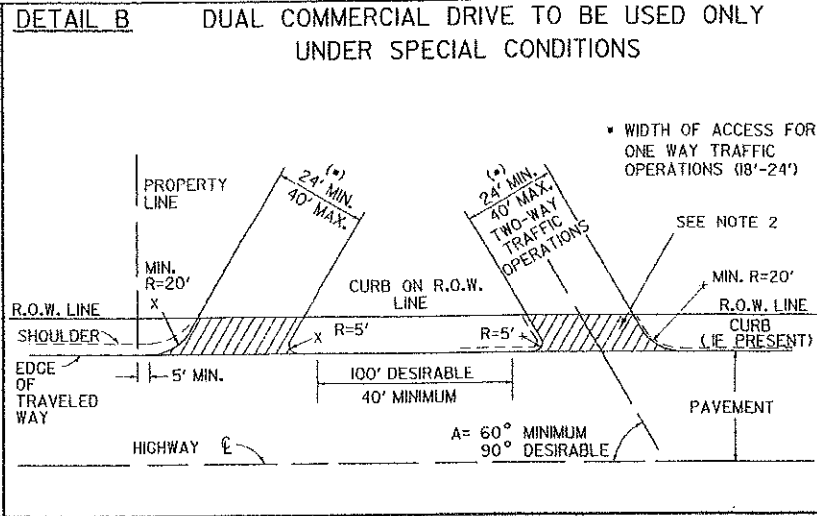 DETAIL B
DUAL COMMERCIAL DRIVE TO BE USED ONLY
UNDER SPECIAL CONDITIONS
* WIDTH OF ACCESS FOR
ONE WAY TRAFFIC
OPERATIONS (18'-24')
PROPERTY
LINE
(*)
24' MIN.
40' MAX.
(*)
24' MIN.
40' MAX.
TWO-WAY
TRAFFIC
OPERATIONS
SEE NOTE 2
MIN.
R=20'
X
CURB ON R.O.W.
LINE
MIN. R=20'
R.O.W. LINE
R.O.W. LINE
SHOULDER
X
R=5'
R=5'
CURB
(IF PRESENT)
EDGE
OF
TRAVELED
WAY
5' MIN.
100' DESIRABLE
40' MINIMUM
PAVEMENT
HIGHWAY ℄
A= 60° MINIMUM
90° DESIRABLE